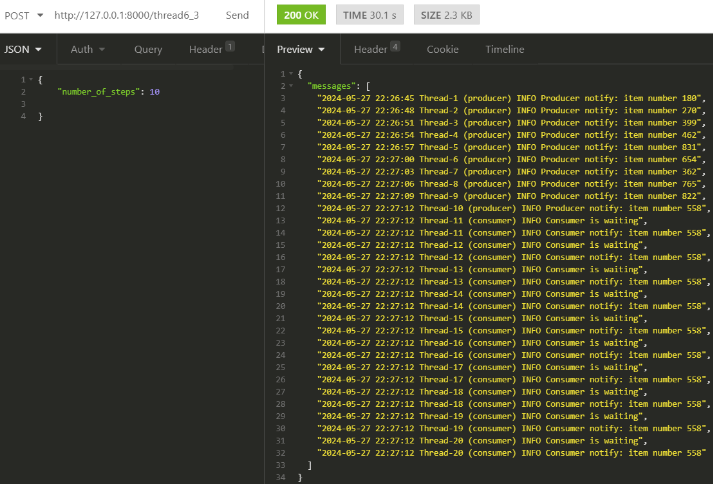 POST http://127.0.0.1:8000/thread6_3 Send 200 OK TIME 30.1 s SIZE 2.3 KB
JSON Auth Query Header 1 Preview Header 4 Cookie Timeline
1 {
2 "number_of_steps": 10
3
4 }
1 {
2 "messages": [
3 "2024-05-27 22:26:45 Thread-1 (producer) INFO Producer notify: item number 180",
4 "2024-05-27 22:26:48 Thread-2 (producer) INFO Producer notify: item number 270",
5 "2024-05-27 22:26:51 Thread-3 (producer) INFO Producer notify: item number 399",
6 "2024-05-27 22:26:54 Thread-4 (producer) INFO Producer notify: item number 462",
7 "2024-05-27 22:26:57 Thread-5 (producer) INFO Producer notify: item number 831",
8 "2024-05-27 22:27:00 Thread-6 (producer) INFO Producer notify: item number 654",
9 "2024-05-27 22:27:03 Thread-7 (producer) INFO Producer notify: item number 362",
10 "2024-05-27 22:27:06 Thread-8 (producer) INFO Producer notify: item number 765",
11 "2024-05-27 22:27:09 Thread-9 (producer) INFO Producer notify: item number 822",
12 "2024-05-27 22:27:12 Thread-10 (producer) INFO Producer notify: item number 558",
13 "2024-05-27 22:27:12 Thread-11 (consumer) INFO Consumer is waiting",
14 "2024-05-27 22:27:12 Thread-11 (consumer) INFO Consumer notify: item number 558",
15 "2024-05-27 22:27:12 Thread-12 (consumer) INFO Consumer is waiting",
16 "2024-05-27 22:27:12 Thread-12 (consumer) INFO Consumer notify: item number 558",
17 "2024-05-27 22:27:12 Thread-13 (consumer) INFO Consumer is waiting",
18 "2024-05-27 22:27:12 Thread-13 (consumer) INFO Consumer notify: item number 558",
19 "2024-05-27 22:27:12 Thread-14 (consumer) INFO Consumer is waiting",
20 "2024-05-27 22:27:12 Thread-14 (consumer) INFO Consumer notify: item number 558",
21 "2024-05-27 22:27:12 Thread-15 (consumer) INFO Consumer is waiting",
22 "2024-05-27 22:27:12 Thread-15 (consumer) INFO Consumer notify: item number 558",
23 "2024-05-27 22:27:12 Thread-16 (consumer) INFO Consumer is waiting",
24 "2024-05-27 22:27:12 Thread-16 (consumer) INFO Consumer notify: item number 558",
25 "2024-05-27 22:27:12 Thread-17 (consumer) INFO Consumer is waiting",
26 "2024-05-27 22:27:12 Thread-17 (consumer) INFO Consumer notify: item number 558",
27 "2024-05-27 22:27:12 Thread-18 (consumer) INFO Consumer is waiting",
28 "2024-05-27 22:27:12 Thread-18 (consumer) INFO Consumer notify: item number 558",
29 "2024-05-27 22:27:12 Thread-19 (consumer) INFO Consumer is waiting",
30 "2024-05-27 22:27:12 Thread-19 (consumer) INFO Consumer notify: item number 558",
31 "2024-05-27 22:27:12 Thread-20 (consumer) INFO Consumer is waiting",
32 "2024-05-27 22:27:12 Thread-20 (consumer) INFO Consumer notify: item number 558"
33 ]
34 }